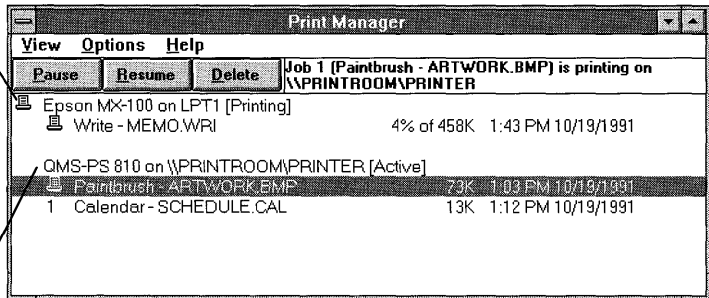 Print Manager
View Options Help
Pause Resume Delete Job 1 (Paintbrush - ARTWORK.BMP) is printing on
\\PRINTROOM\PRINTER
Epson MX-100 on LPT1 [Printing]
Write - MEMO.WRI 4% of 458K 1:43 PM 10/19/1991
QMS-PS 810 on \\PRINTROOM\PRINTER [Active]
Paintbrush - ARTWORK.BMP 73K 1:03 PM 10/19/1991
1 Calendar - SCHEDULE.CAL 13K 1:12 PM 10/19/1991